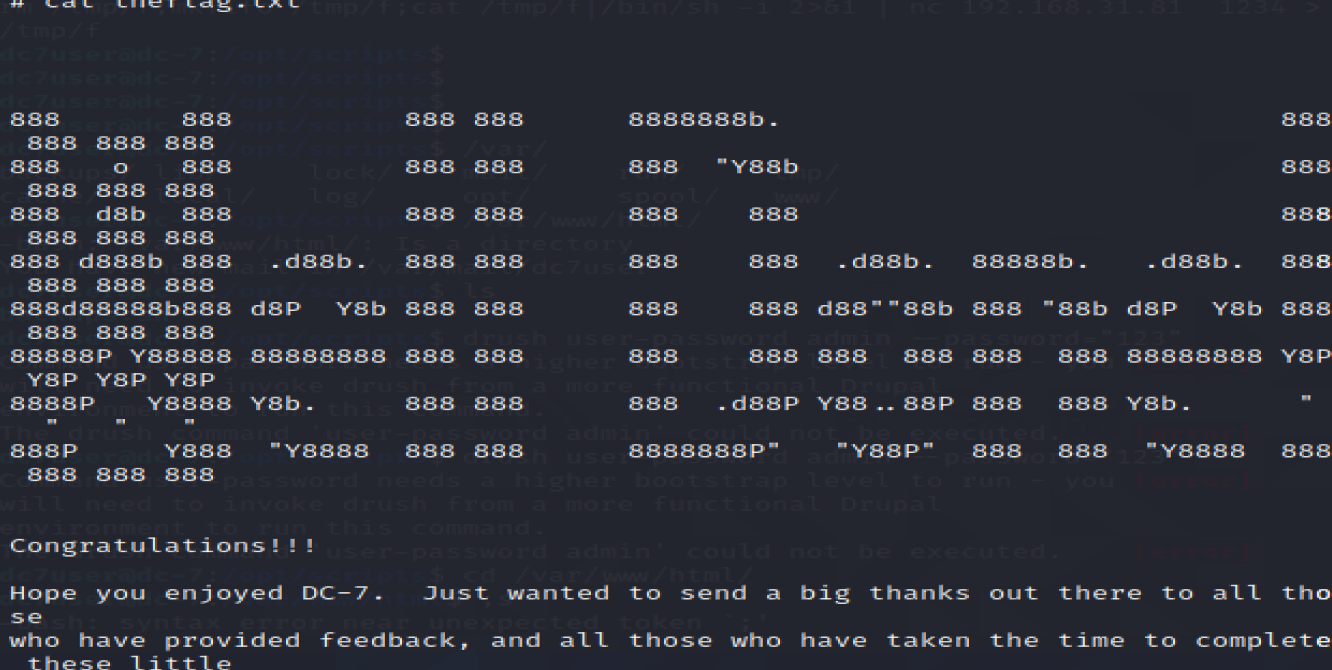 # cat theflag.txt
888          888               888 888         8888888b.                                           888
 888 888 888
888   o   888               888 888         888  "Y88b                                         888
 888 888 888
888  d8b  888               888 888         888    888                                         888
 888 888 888
888 d888b 888  .d88b.  888 888         888    888  .d88b.  88888b.   .d88b.  888
 888 888 888
888d88888b888 d8P  Y8b 888 888         888    888 d88""88b 888 "88b d8P  Y8b 888
 888 888 888
88888P Y88888 88888888 888 888         888    888 888  888 888  888 88888888 Y8P
 Y8P Y8P Y8P
8888P   Y8888 Y8b.     888 888         888  .d88P Y88..88P 888  888 Y8b.      "
  "   "   "
888P     Y888  "Y8888  888 888         8888888P"   "Y88P"  888  888  "Y8888  888
 888 888 888
Congratulations!!!
Hope you enjoyed DC-7.  Just wanted to send a big thanks out there to all tho
se
who have provided feedback, and all those who have taken the time to complete
 these little